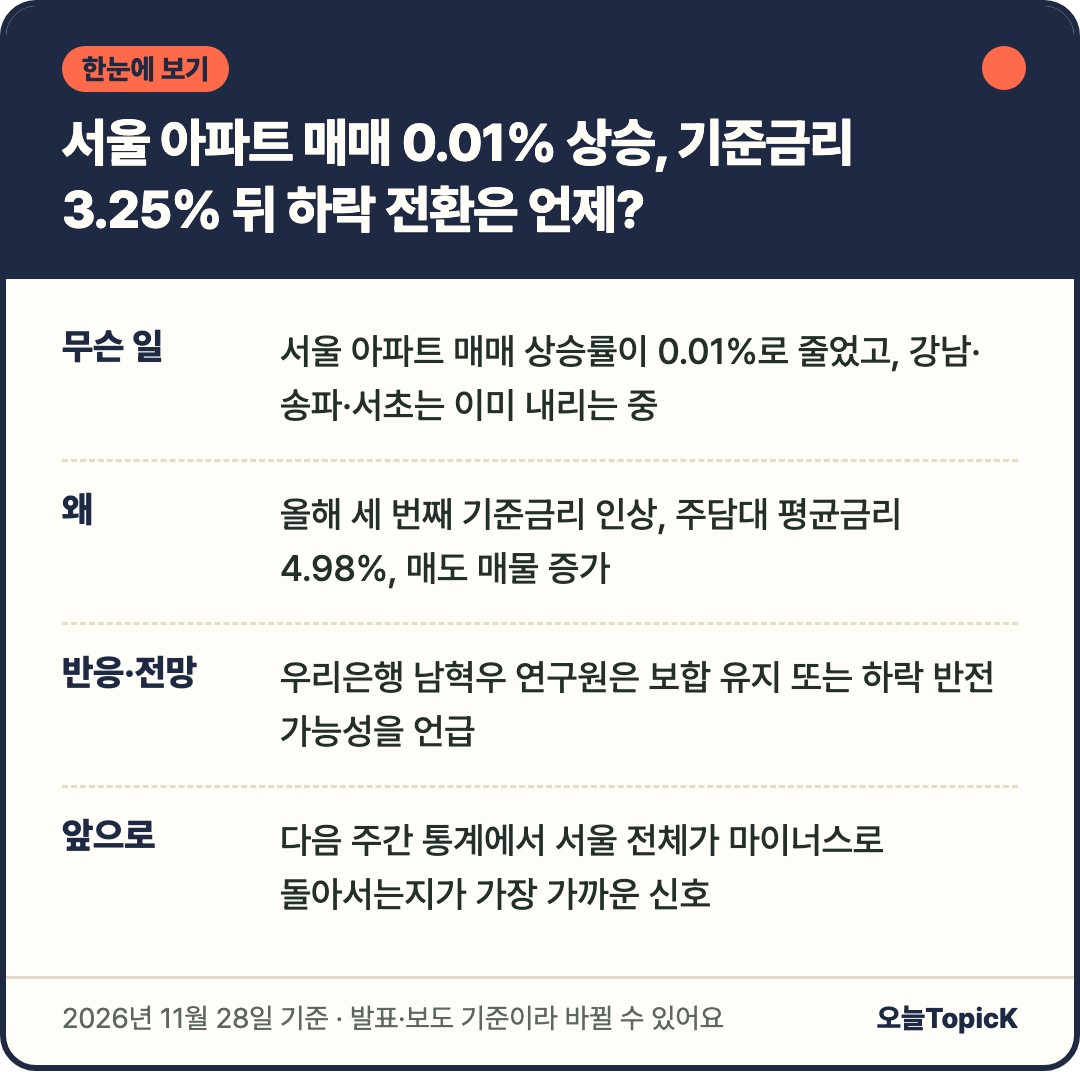 한눈에 보기
서울 아파트 매매 0.01% 상승, 기준금리
3.25% 뒤 하락 전환은 언제?
무슨 일
서울 아파트 매매 상승률이 0.01%로 줄었고, 강남·
송파·서초는 이미 내리는 중
왜
올해 세 번째 기준금리 인상, 주담대 평균금리
4.98%, 매도 매물 증가
반응·전망
우리은행 남혁우 연구원은 보합 유지 또는 하락 반전
가능성을 언급
앞으로
다음 주간 통계에서 서울 전체가 마이너스로
돌아서는지가 가장 가까운 신호
2026년 11월 28일 기준 · 발표·보도 기준이라 바뀔 수 있어요
오늘TopicK